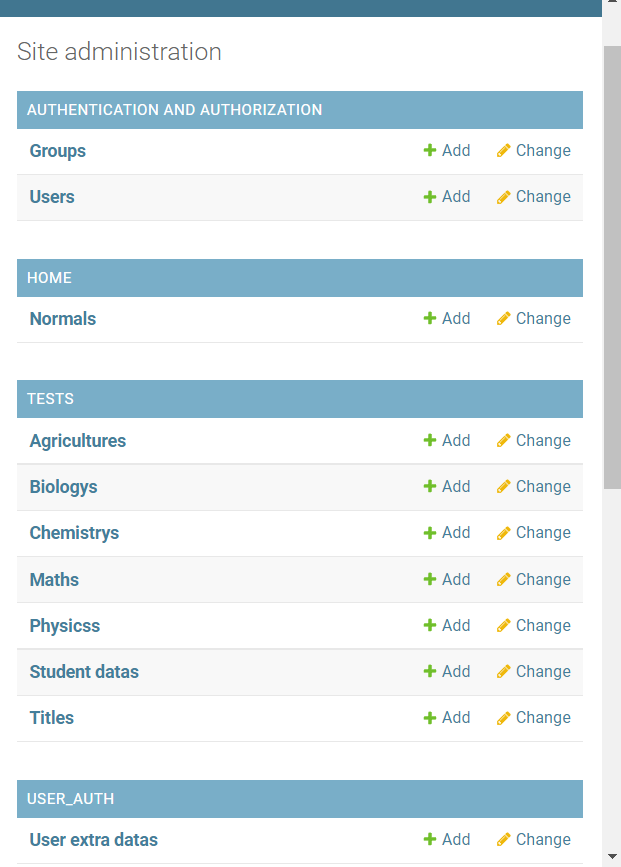 Site administration
AUTHENTICATION AND AUTHORIZATION
Groups Add Change
Users Add Change
HOME
Normals Add Change
TESTS
Agricultures Add Change
Biologys Add Change
Chemistrys Add Change
Maths Add Change
Physicss Add Change
Student datas Add Change
Titles Add Change
USER_AUTH
User extra datas Add Change